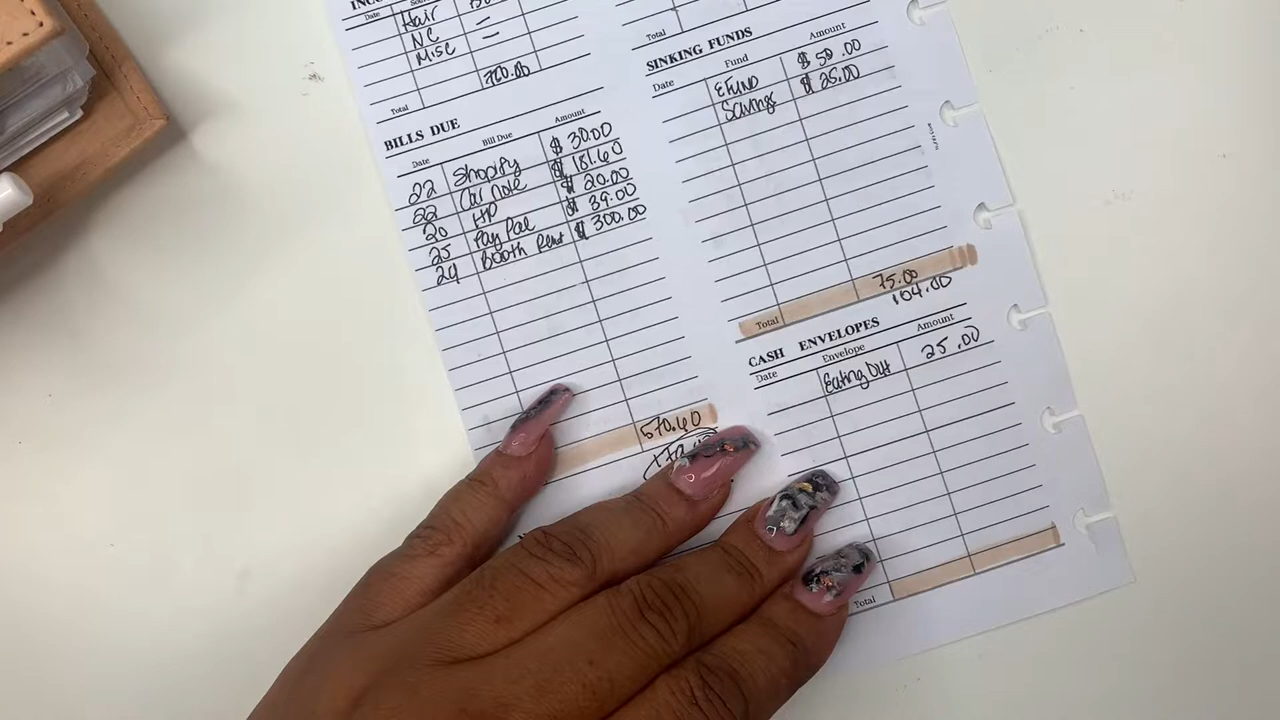 Date
Hair
NC
Misc —
Total 750.00
BILLS DUE
Date Bill Due Amount
22 Shopify $ 30.00
22 Car note $ 181.60
20 HP $ 20.00
25 PayPal $ 39.00
24 Booth Rent $ 300.00
570.60
Total
SINKING FUNDS
Date Fund Amount
EFUND $ 50.00
Savings $ 25.00
Total 75.00
104.00
CASH ENVELOPES
Date Envelope Amount
Eating Out 25.00
Total